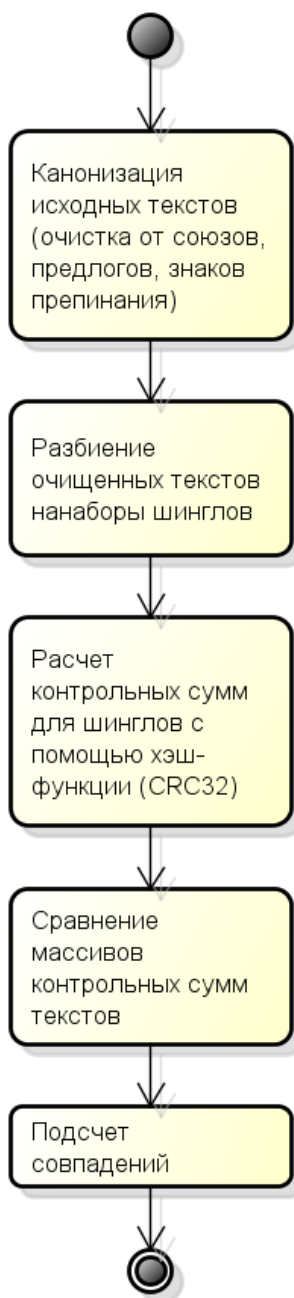 Канонизация
исходных текстов
(очистка от союзов,
предлогов, знаков
препинания)
Разбиение
очищенных текстов
нанаборы шинглов
Расчет
контрольных сумм
для шинглов с
помощью хэш-
функции (CRC32)
Сравнение
массивов
контрольных сумм
текстов
Подсчет
совпадений